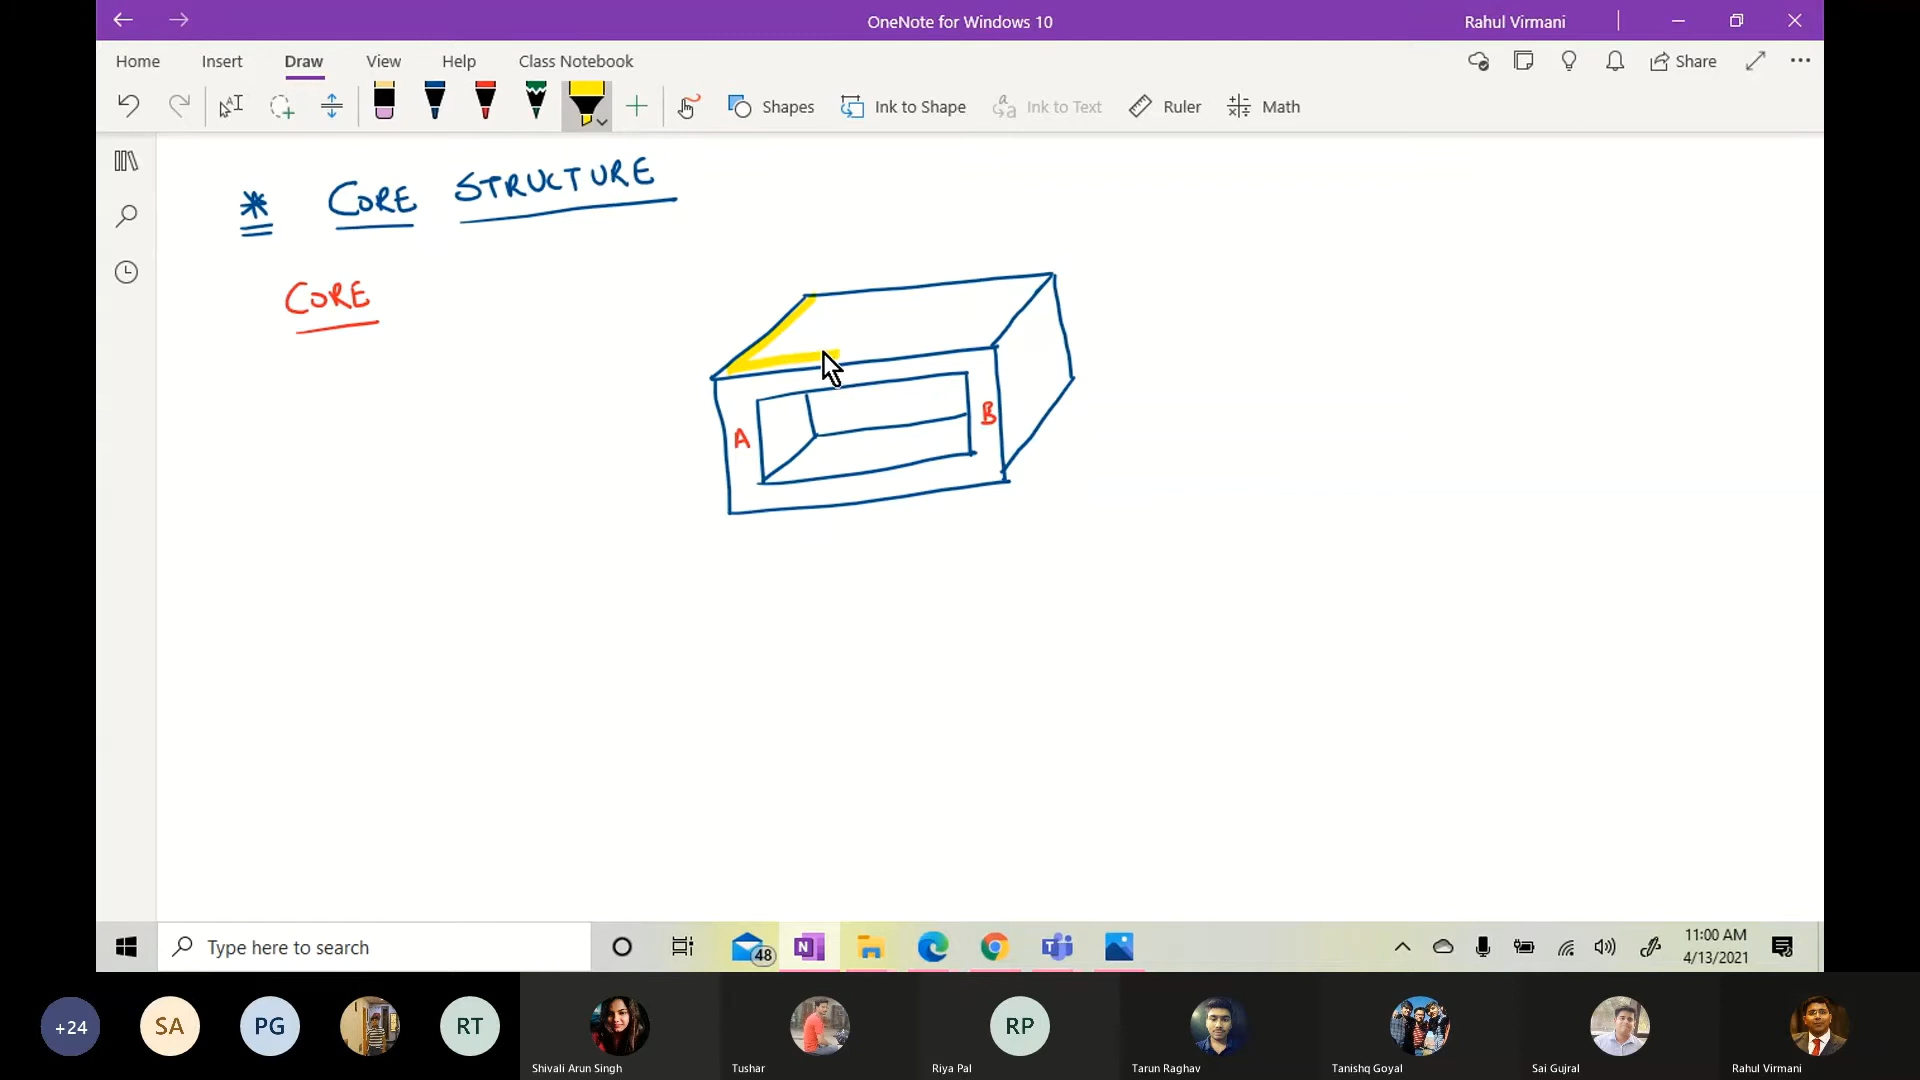 OneNote for Windows 10
Rahul Virmani
Home Insert Draw View Help Class Notebook
Share
Shapes Ink to Shape Ink to Text Ruler Math
* CORE STRUCTURE
CORE
A
B
Type here to search
48
11:00 AM
4/13/2021
+24 SA PG RT RP
Shivali Arun Singh Tushar Riya Pal Tarun Raghav Tanishq Goyal Sai Gujral Rahul Virmani